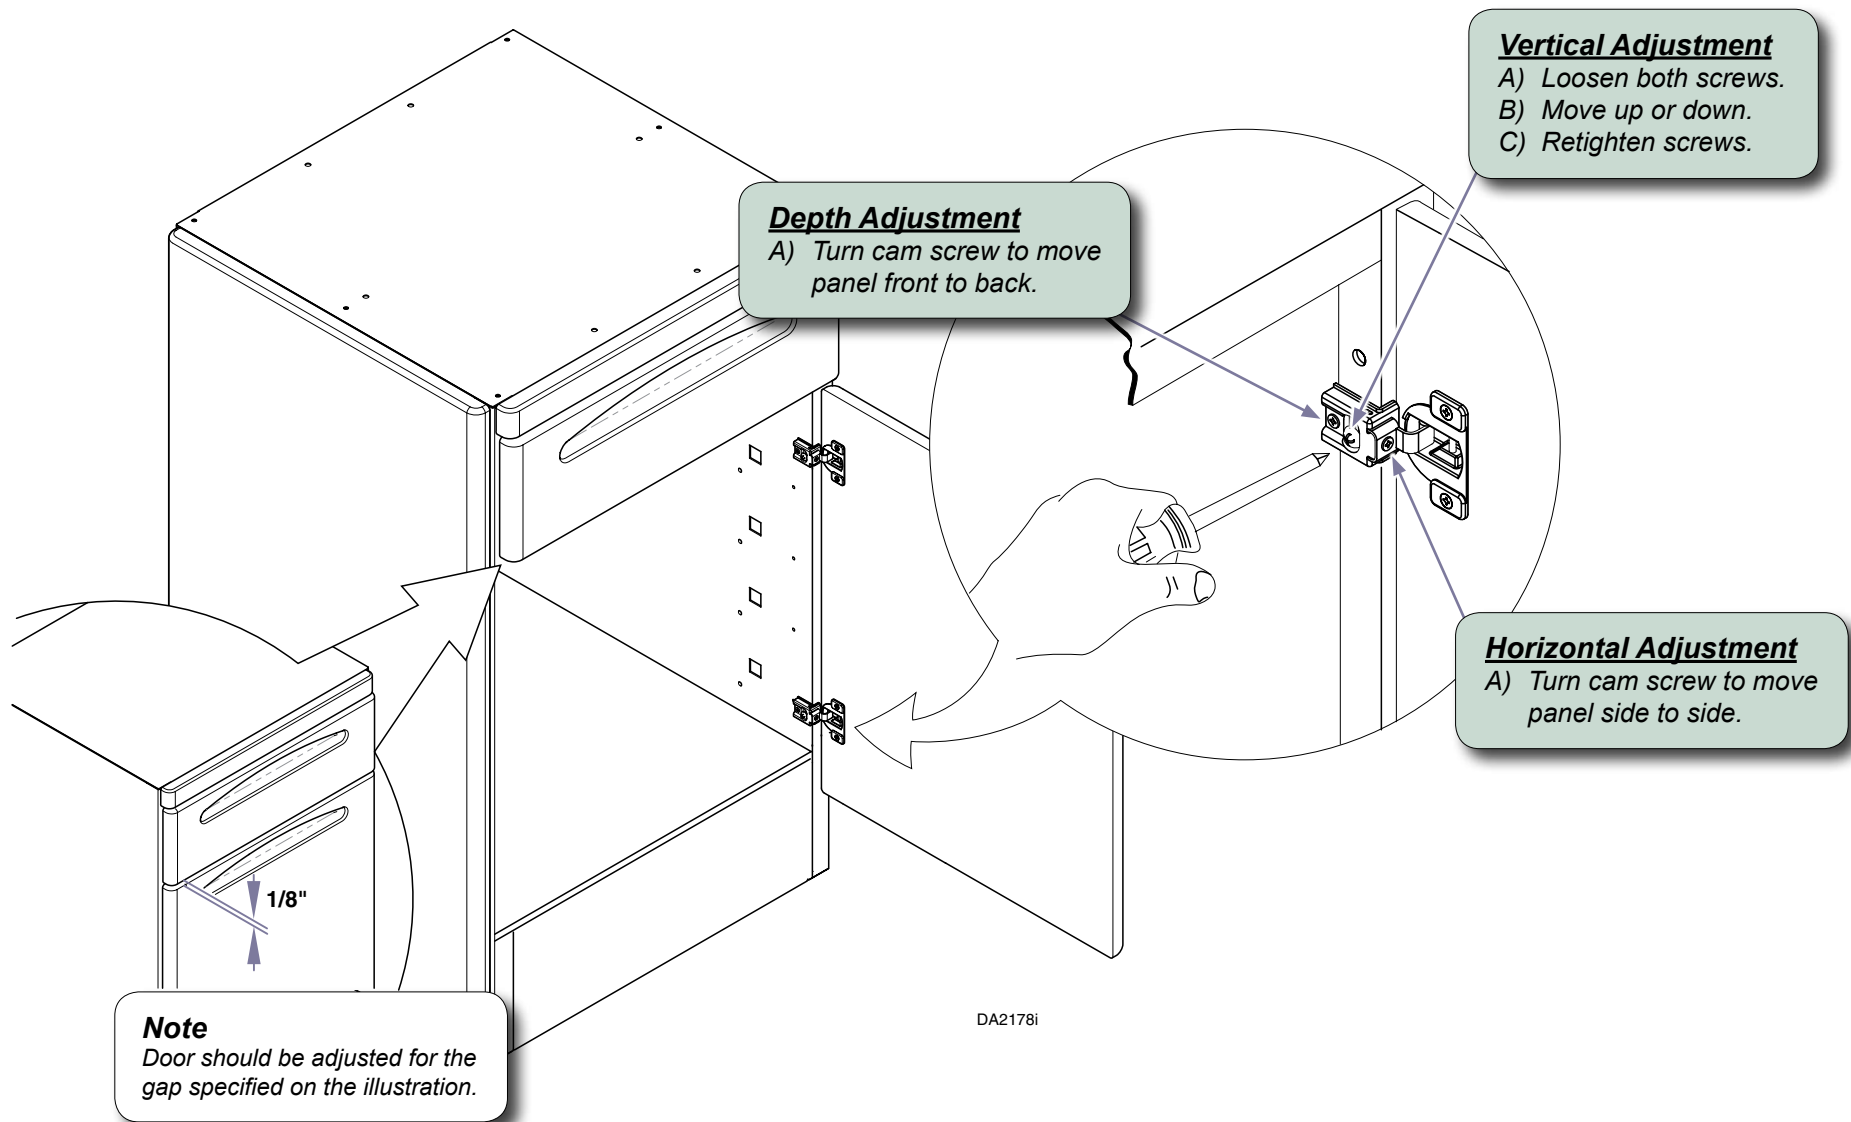 Vertical Adjustment
A) Loosen both screws.
B) Move up or down.
C) Retighten screws.
Depth Adjustment
A) Turn cam screw to move
panel front to back.
Horizontal Adjustment
A) Turn cam screw to move
panel side to side.
1/8"
Note
Door should be adjusted for the
gap specified on the illustration.
DA2178i